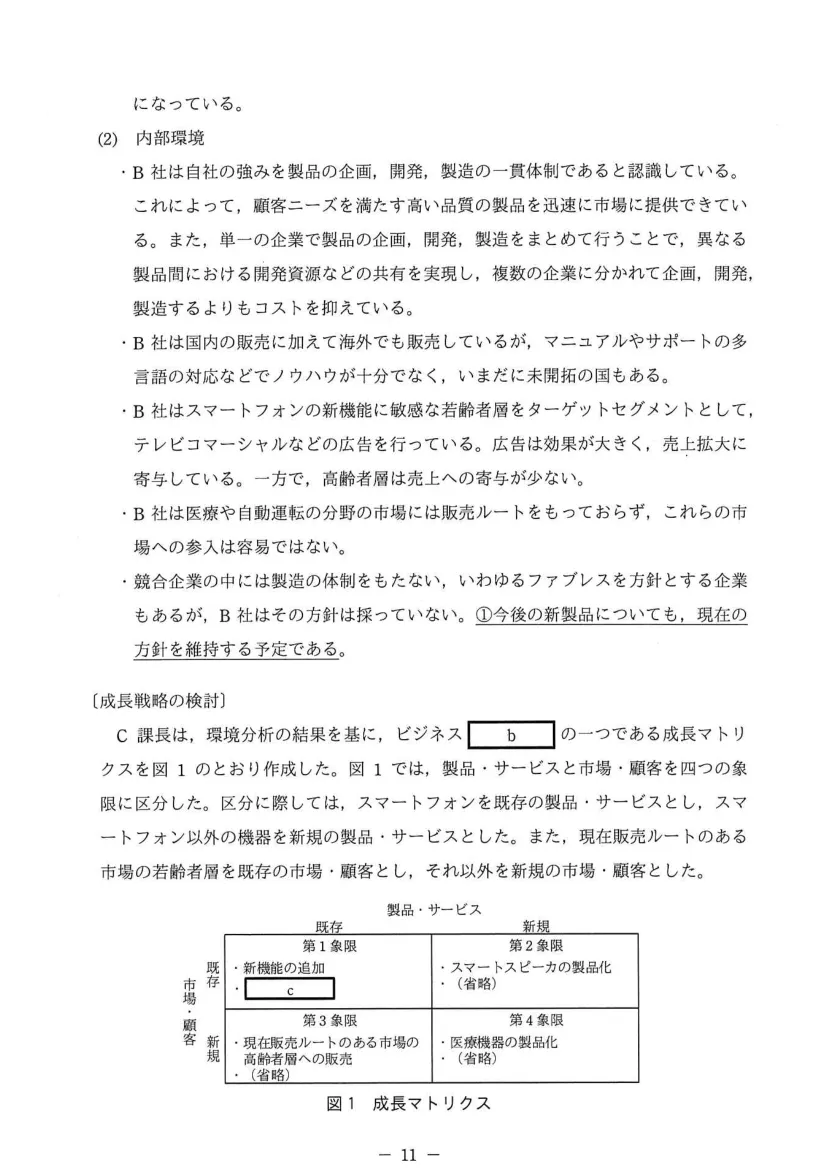 になっている。
(2) 内部環境
・B 社は自社の強みを製品の企画，開発，製造の一貫体制であると認識している。
これによって，顧客ニーズを満たす高い品質の製品を迅速に市場に提供できてい
る。また，単一の企業で製品の企画，開発，製造をまとめて行うことで，異なる
製品間における開発資源などの共有を実現し，複数の企業に分かれて企画，開発，
製造するよりもコストを抑えている。
・B 社は国内の販売に加えて海外でも販売しているが，マニュアルやサポートの多
言語の対応などでノウハウが十分でなく，いまだに未開拓の国もある。
・B 社はスマートフォンの新機能に敏感な若齢者層をターゲットセグメントとして，
テレビコマーシャルなどの広告を行っている。広告は効果が大きく，売上拡大に
寄与している。一方で，高齢者層は売上への寄与が少ない。
・B 社は医療や自動運転の分野の市場には販売ルートをもっておらず，これらの市
場への参入は容易ではない。
・競合企業の中には製造の体制をもたない，いわゆるファブレスを方針とする企業
もあるが，B 社はその方針は採っていない。①今後の新製品についても，現在の
方針を維持する予定である。
〔成長戦略の検討〕
C 課長は，環境分析の結果を基に，ビジネス b の一つである成長マトリ
クスを図 1 のとおり作成した。図 1 では，製品・サービスと市場・顧客を四つの象
限に区分した。区分に際しては，スマートフォンを既存の製品・サービスとし，スマ
ートフォン以外の機器を新規の製品・サービスとした。また，現在販売ルートのある
市場の若齢者層を既存の市場・顧客とし，それ以外を新規の市場・顧客とした。
製品・サービス
既存 新規
市場・顧客
既存
第 1 象限
・新機能の追加
・ c
第 2 象限
・スマートスピーカの製品化
・（省略）
新規
第 3 象限
・現在販売ルートのある市場の
高齢者層への販売
・（省略）
第 4 象限
・医療機器の製品化
・（省略）
図 1 成長マトリクス
－ 11 －